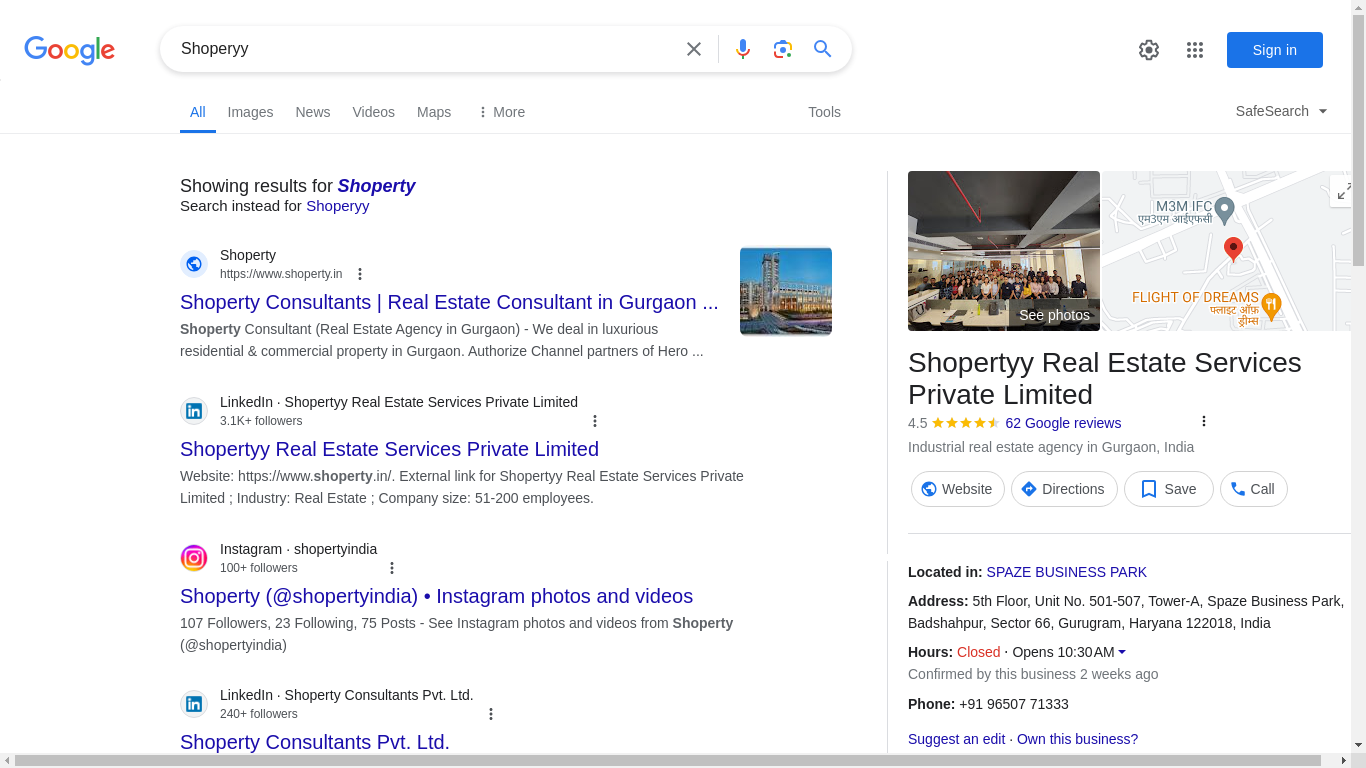 Google
Shoperyy
Sign in
All
Images
News
Videos
Maps
More
Tools
SafeSearch
Showing results for Shoperty
Search instead for Shoperyy
Shoperty
https://www.shoperty.in
Shoperty Consultants | Real Estate Consultant in Gurgaon ...
Shoperty Consultant (Real Estate Agency in Gurgaon) - We deal in luxurious
residential & commercial property in Gurgaon. Authorize Channel partners of Hero ...
LinkedIn · Shopertyy Real Estate Services Private Limited
3.1K+ followers
Shopertyy Real Estate Services Private Limited
Website: https://www.shoperty.in/. External link for Shopertyy Real Estate Services Private
Limited ; Industry: Real Estate ; Company size: 51-200 employees.
Instagram · shopertyindia
100+ followers
Shoperty (@shopertyindia) • Instagram photos and videos
107 Followers, 23 Following, 75 Posts - See Instagram photos and videos from Shoperty
(@shopertyindia)
LinkedIn · Shoperty Consultants Pvt. Ltd.
240+ followers
Shoperty Consultants Pvt. Ltd.
See photos
M3M IFC
एम3एम आईएफसी
FLIGHT OF DREAMS
फ्लाइट ऑफ़
ड्रीम्स
Shopertyy Real Estate Services
Private Limited
4.5
62 Google reviews
Industrial real estate agency in Gurgaon, India
Website
Directions
Save
Call
Located in: SPAZE BUSINESS PARK
Address: 5th Floor, Unit No. 501-507, Tower-A, Spaze Business Park,
Badshahpur, Sector 66, Gurugram, Haryana 122018, India
Hours: Closed · Opens 10:30 AM
Confirmed by this business 2 weeks ago
Phone: +91 96507 71333
Suggest an edit · Own this business?